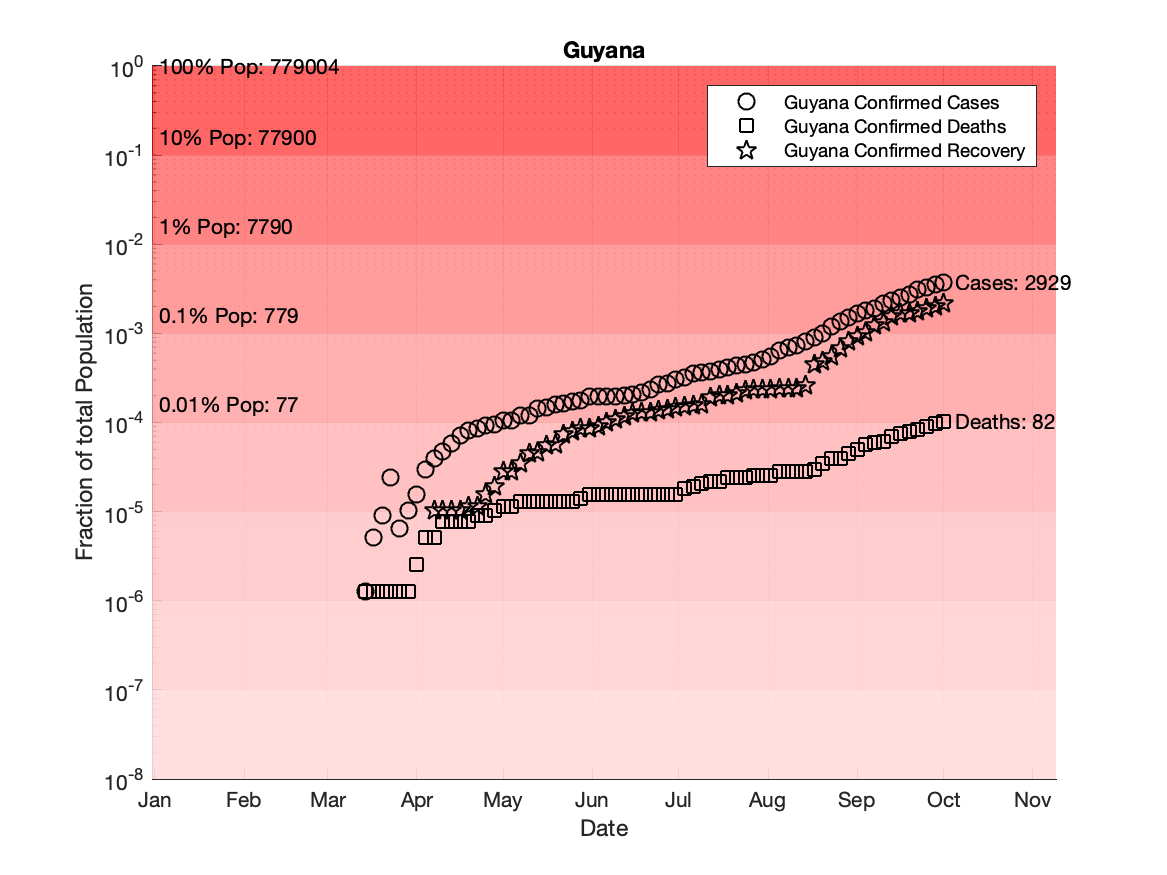 Guyana
10^0
100% Pop: 779004
Guyana Confirmed Cases
Guyana Confirmed Deaths
Guyana Confirmed Recovery
10% Pop: 77900
10^-1
1% Pop: 7790
10^-2
Cases: 2929
0.1% Pop: 779
10^-3
0.01% Pop: 77
10^-4
Deaths: 82
10^-5
10^-6
10^-7
10^-8
Fraction of total Population
Jan Feb Mar Apr May Jun Jul Aug Sep Oct Nov
Date